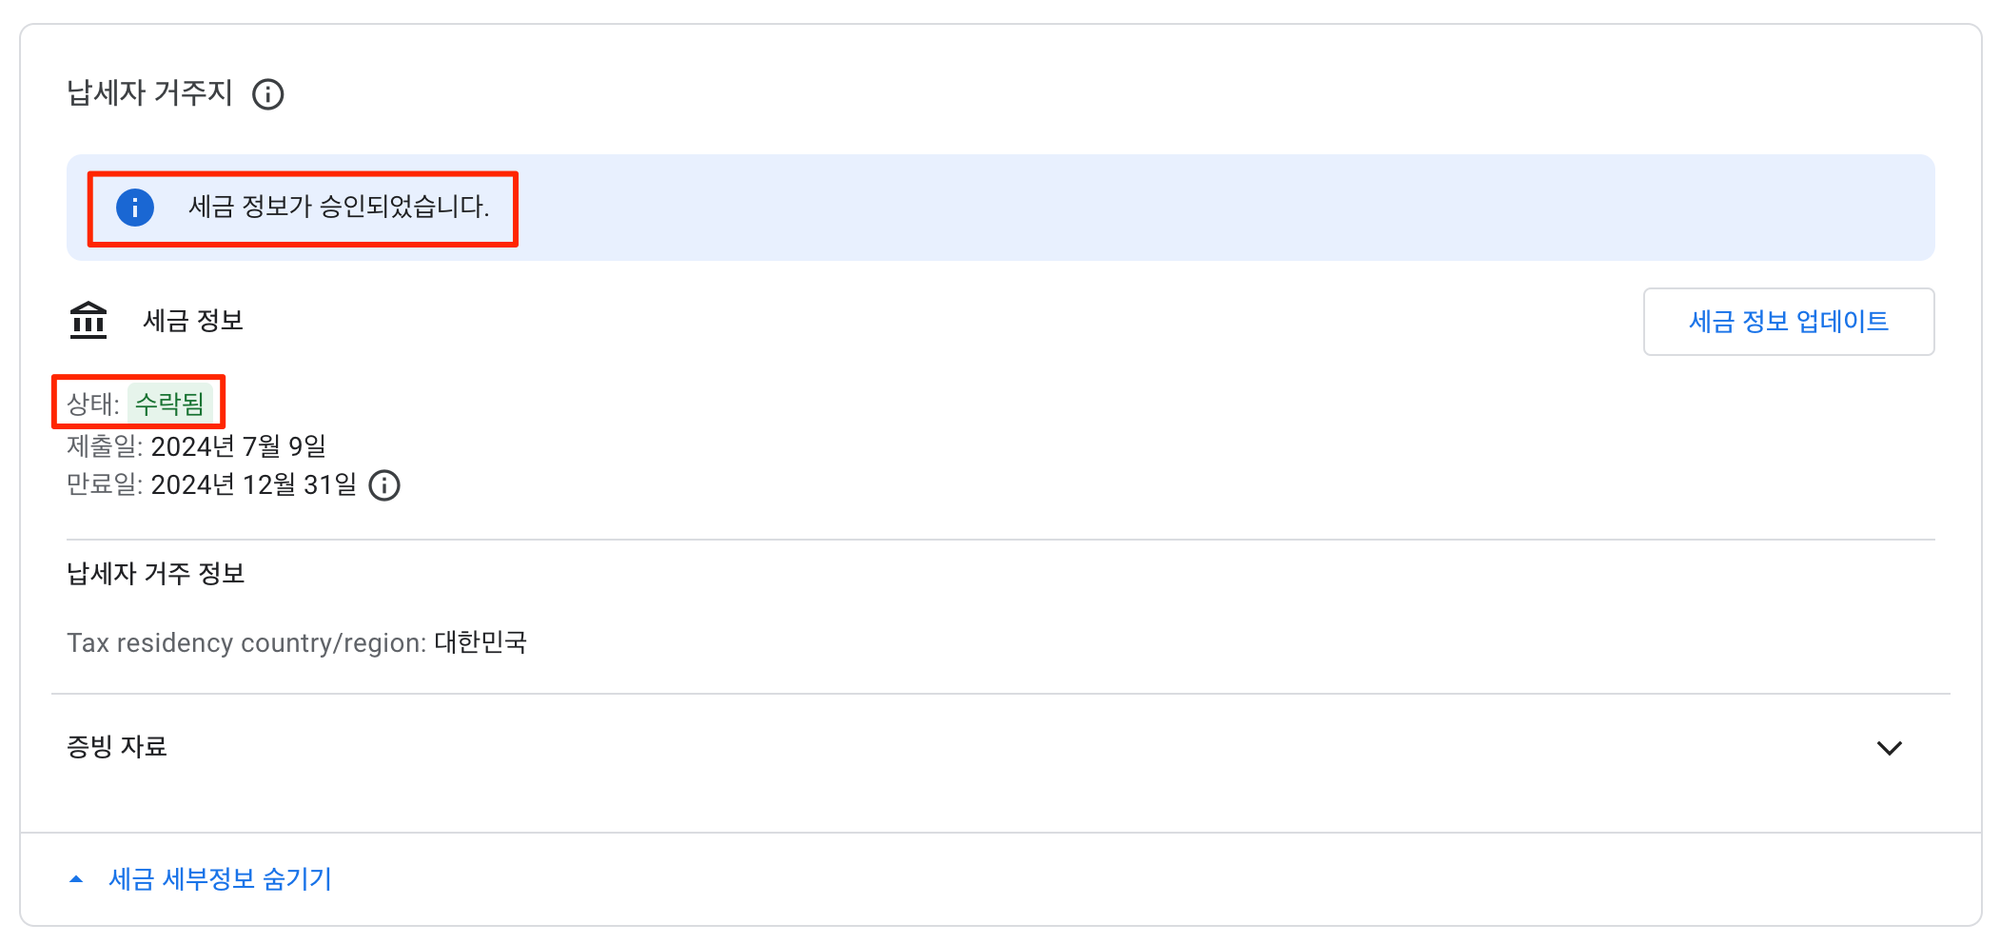 납세자 거주지
세금 정보가 승인되었습니다.
세금 정보
세금 정보 업데이트
상태: 수락됨
제출일: 2024년 7월 9일
만료일: 2024년 12월 31일
납세자 거주 정보
Tax residency country/region: 대한민국
증빙 자료
세금 세부정보 숨기기